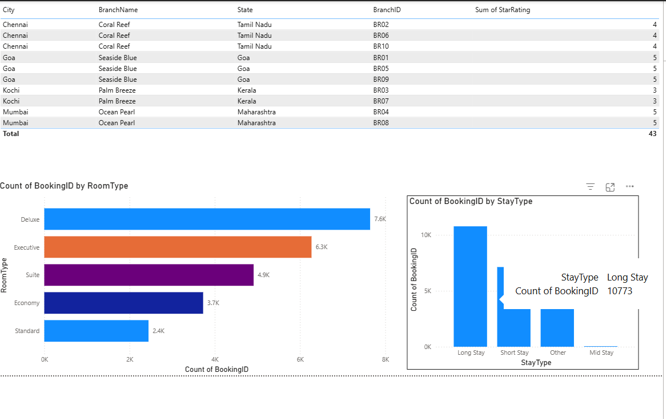 City BranchName State BranchID Sum of StarRating
Chennai Coral Reef Tamil Nadu BR02 4
Chennai Coral Reef Tamil Nadu BR06 4
Chennai Coral Reef Tamil Nadu BR10 4
Goa Seaside Blue Goa BR01 5
Goa Seaside Blue Goa BR05 5
Goa Seaside Blue Goa BR09 5
Kochi Palm Breeze Kerala BR03 3
Kochi Palm Breeze Kerala BR07 3
Mumbai Ocean Pearl Maharashtra BR04 5
Mumbai Ocean Pearl Maharashtra BR08 5
Total 43
Count of BookingID by RoomType
RoomType
Deluxe 7.6K
Executive 6.3K
Suite 4.9K
Economy 3.7K
Standard 2.4K
0K 2K 4K 6K 8K
Count of BookingID
Count of BookingID by StayType
Count of BookingID
10K
5K
0K
StayType Long Stay
Count of BookingID 10773
Long Stay Short Stay Other Mid Stay
StayType